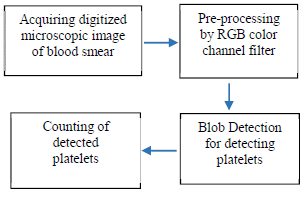 Acquiring digitized
microscopic image
of blood smear
Pre-processing
by RGB color
channel filter
Blob Detection
for detecting
platelets
Counting of
detected
platelets